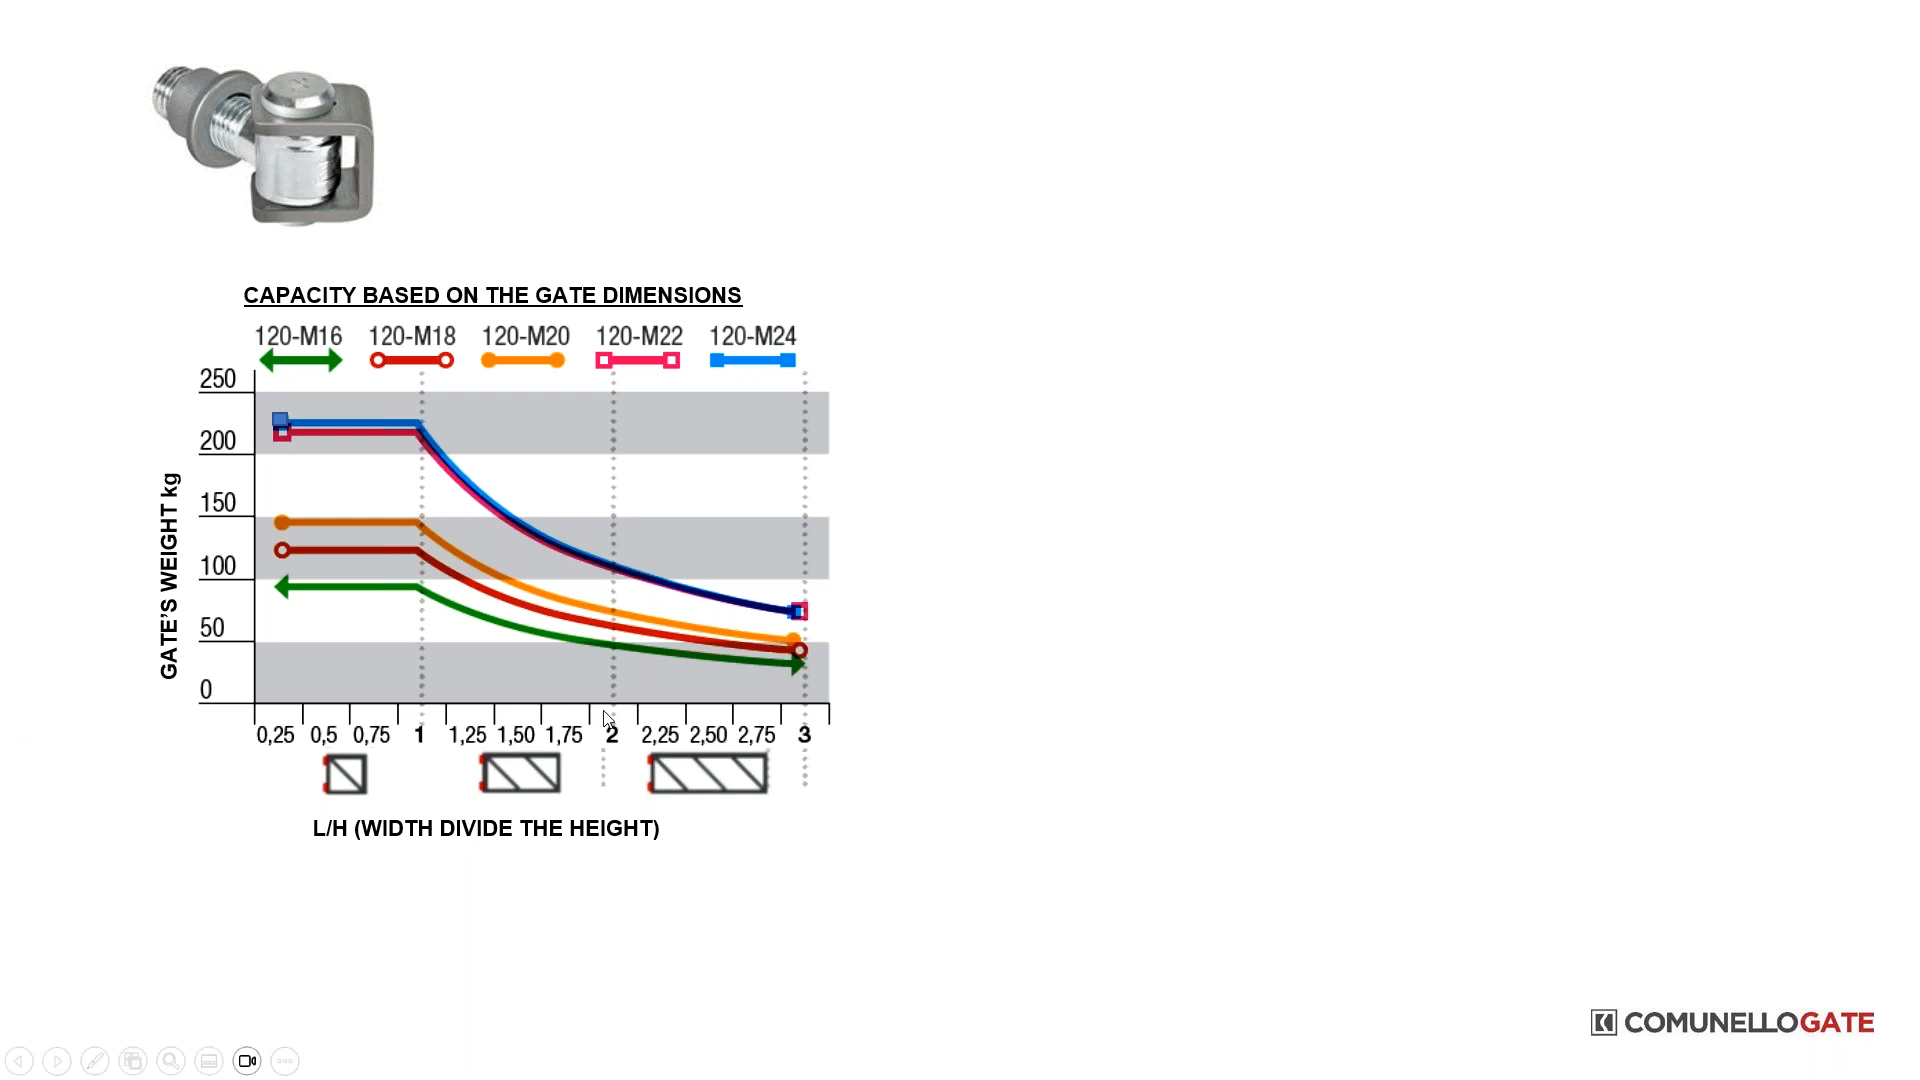 CAPACITY BASED ON THE GATE DIMENSIONS
120-M16 120-M18 120-M20 120-M22 120-M24
250
200
150
100
50
0
GATE'S WEIGHT kg
0,25 0,5 0,75 1 1,25 1,50 1,75 2 2,25 2,50 2,75 3
L/H (WIDTH DIVIDE THE HEIGHT)
COMUNELLOGATE